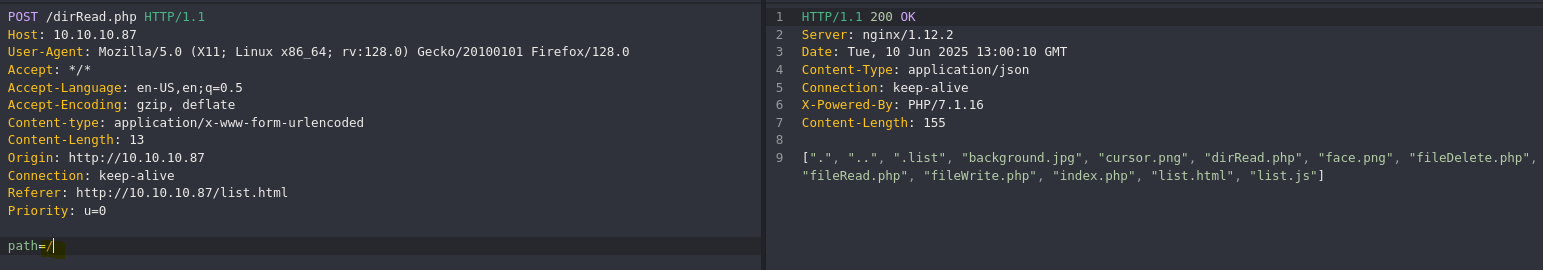 POST /dirRead.php HTTP/1.1
Host: 10.10.10.87
User-Agent: Mozilla/5.0 (X11; Linux x86_64; rv:128.0) Gecko/20100101 Firefox/128.0
Accept: */*
Accept-Language: en-US,en;q=0.5
Accept-Encoding: gzip, deflate
Content-type: application/x-www-form-urlencoded
Content-Length: 13
Origin: http://10.10.10.87
Connection: keep-alive
Referer: http://10.10.10.87/list.html
Priority: u=0
path=/
1 HTTP/1.1 200 OK
2 Server: nginx/1.12.2
3 Date: Tue, 10 Jun 2025 13:00:10 GMT
4 Content-Type: application/json
5 Connection: keep-alive
6 X-Powered-By: PHP/7.1.16
7 Content-Length: 155
8
9 [".", "..", ".list", "background.jpg", "cursor.png", "dirRead.php", "face.png", "fileDelete.php",
"fileRead.php", "fileWrite.php", "index.php", "list.html", "list.js"]